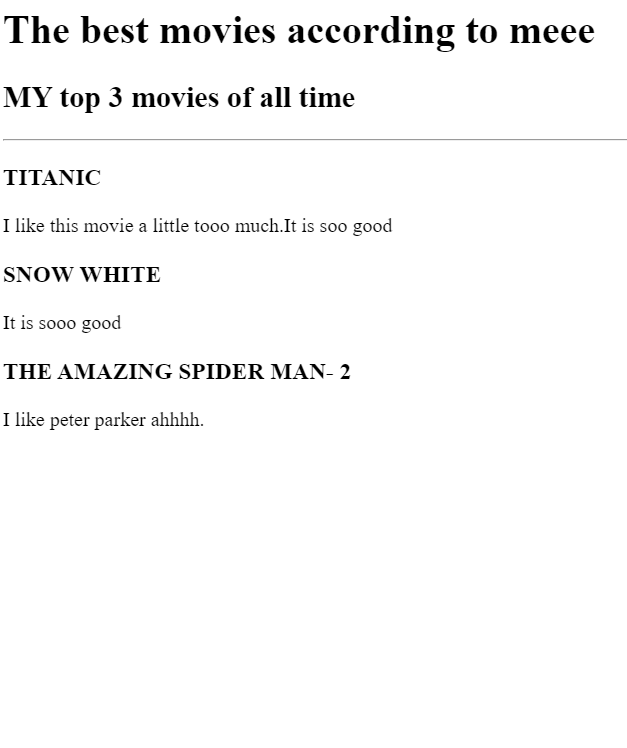 The best movies according to meee
MY top 3 movies of all time
TITANIC
I like this movie a little tooo much.It is soo good
SNOW WHITE
It is sooo good
THE AMAZING SPIDER MAN- 2
I like peter parker ahhhh.